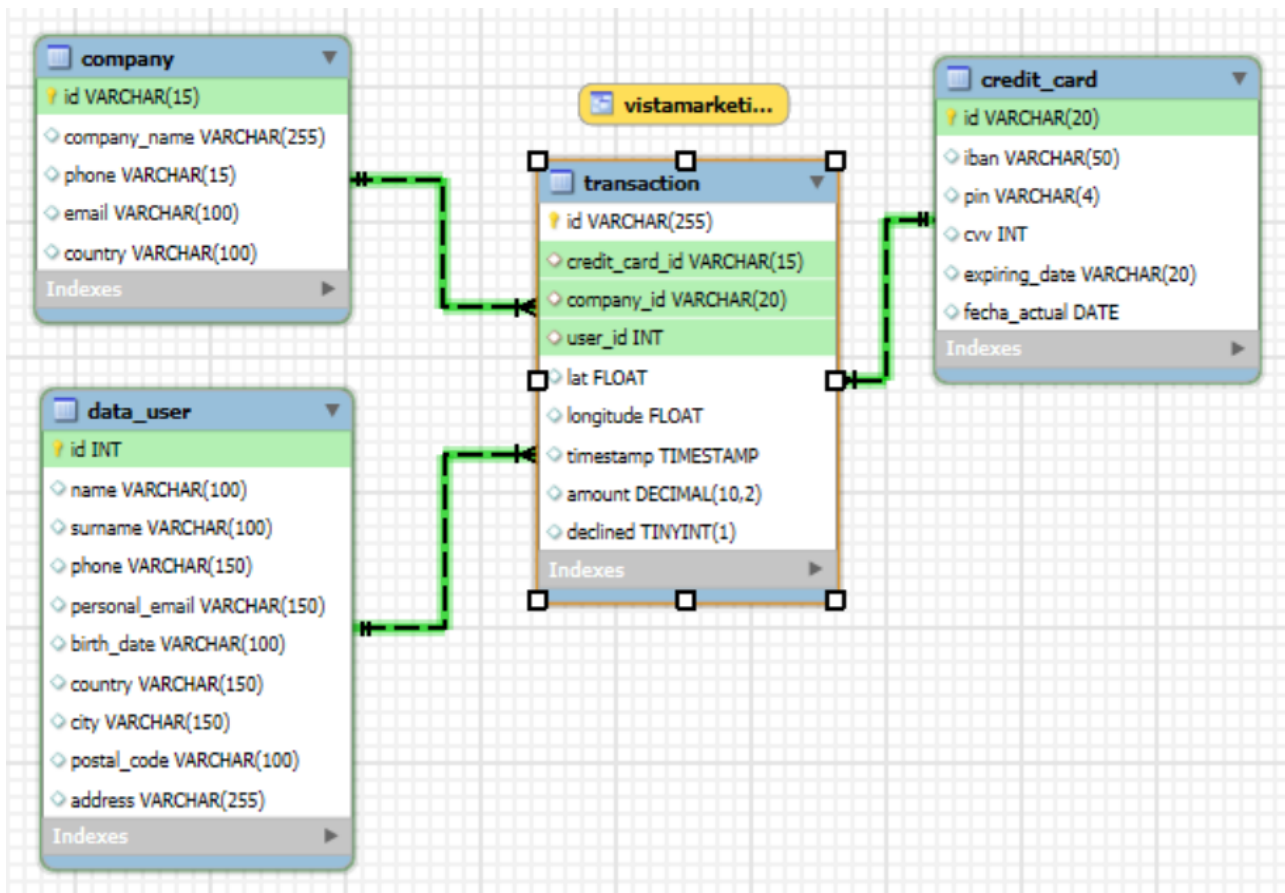 company
id VARCHAR(15)
company_name VARCHAR(255)
phone VARCHAR(15)
email VARCHAR(100)
country VARCHAR(100)
Indexes
data_user
id INT
name VARCHAR(100)
surname VARCHAR(100)
phone VARCHAR(150)
personal_email VARCHAR(150)
birth_date VARCHAR(100)
country VARCHAR(150)
city VARCHAR(150)
postal_code VARCHAR(100)
address VARCHAR(255)
Indexes
vistamarketi...
transaction
id VARCHAR(255)
credit_card_id VARCHAR(15)
company_id VARCHAR(20)
user_id INT
lat FLOAT
longitude FLOAT
timestamp TIMESTAMP
amount DECIMAL(10,2)
declined TINYINT(1)
Indexes
credit_card
id VARCHAR(20)
iban VARCHAR(50)
pin VARCHAR(4)
cvv INT
expiring_date VARCHAR(20)
fecha_actual DATE
Indexes